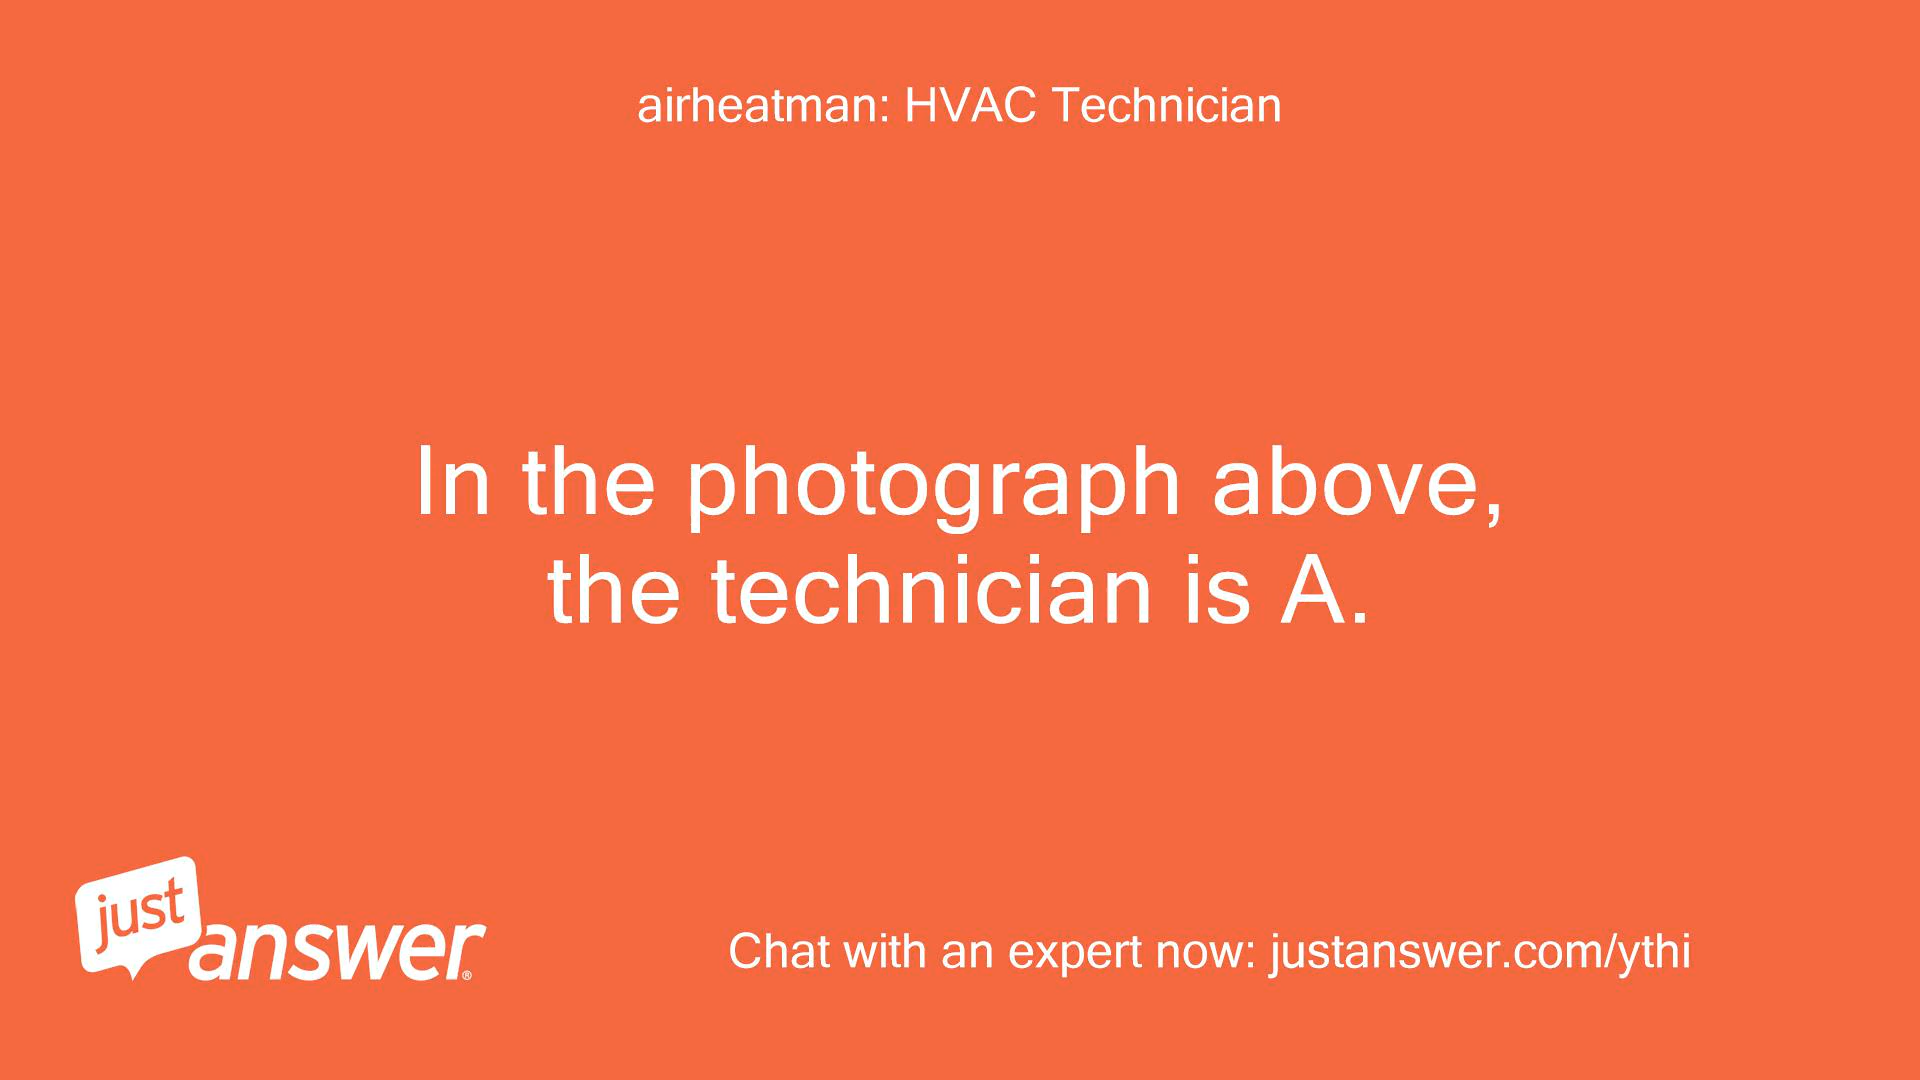 airheatman: HVAC Technician
In the photograph above,
the technician is A.
just
answer®
Chat with an expert now: justanswer.com/ythi